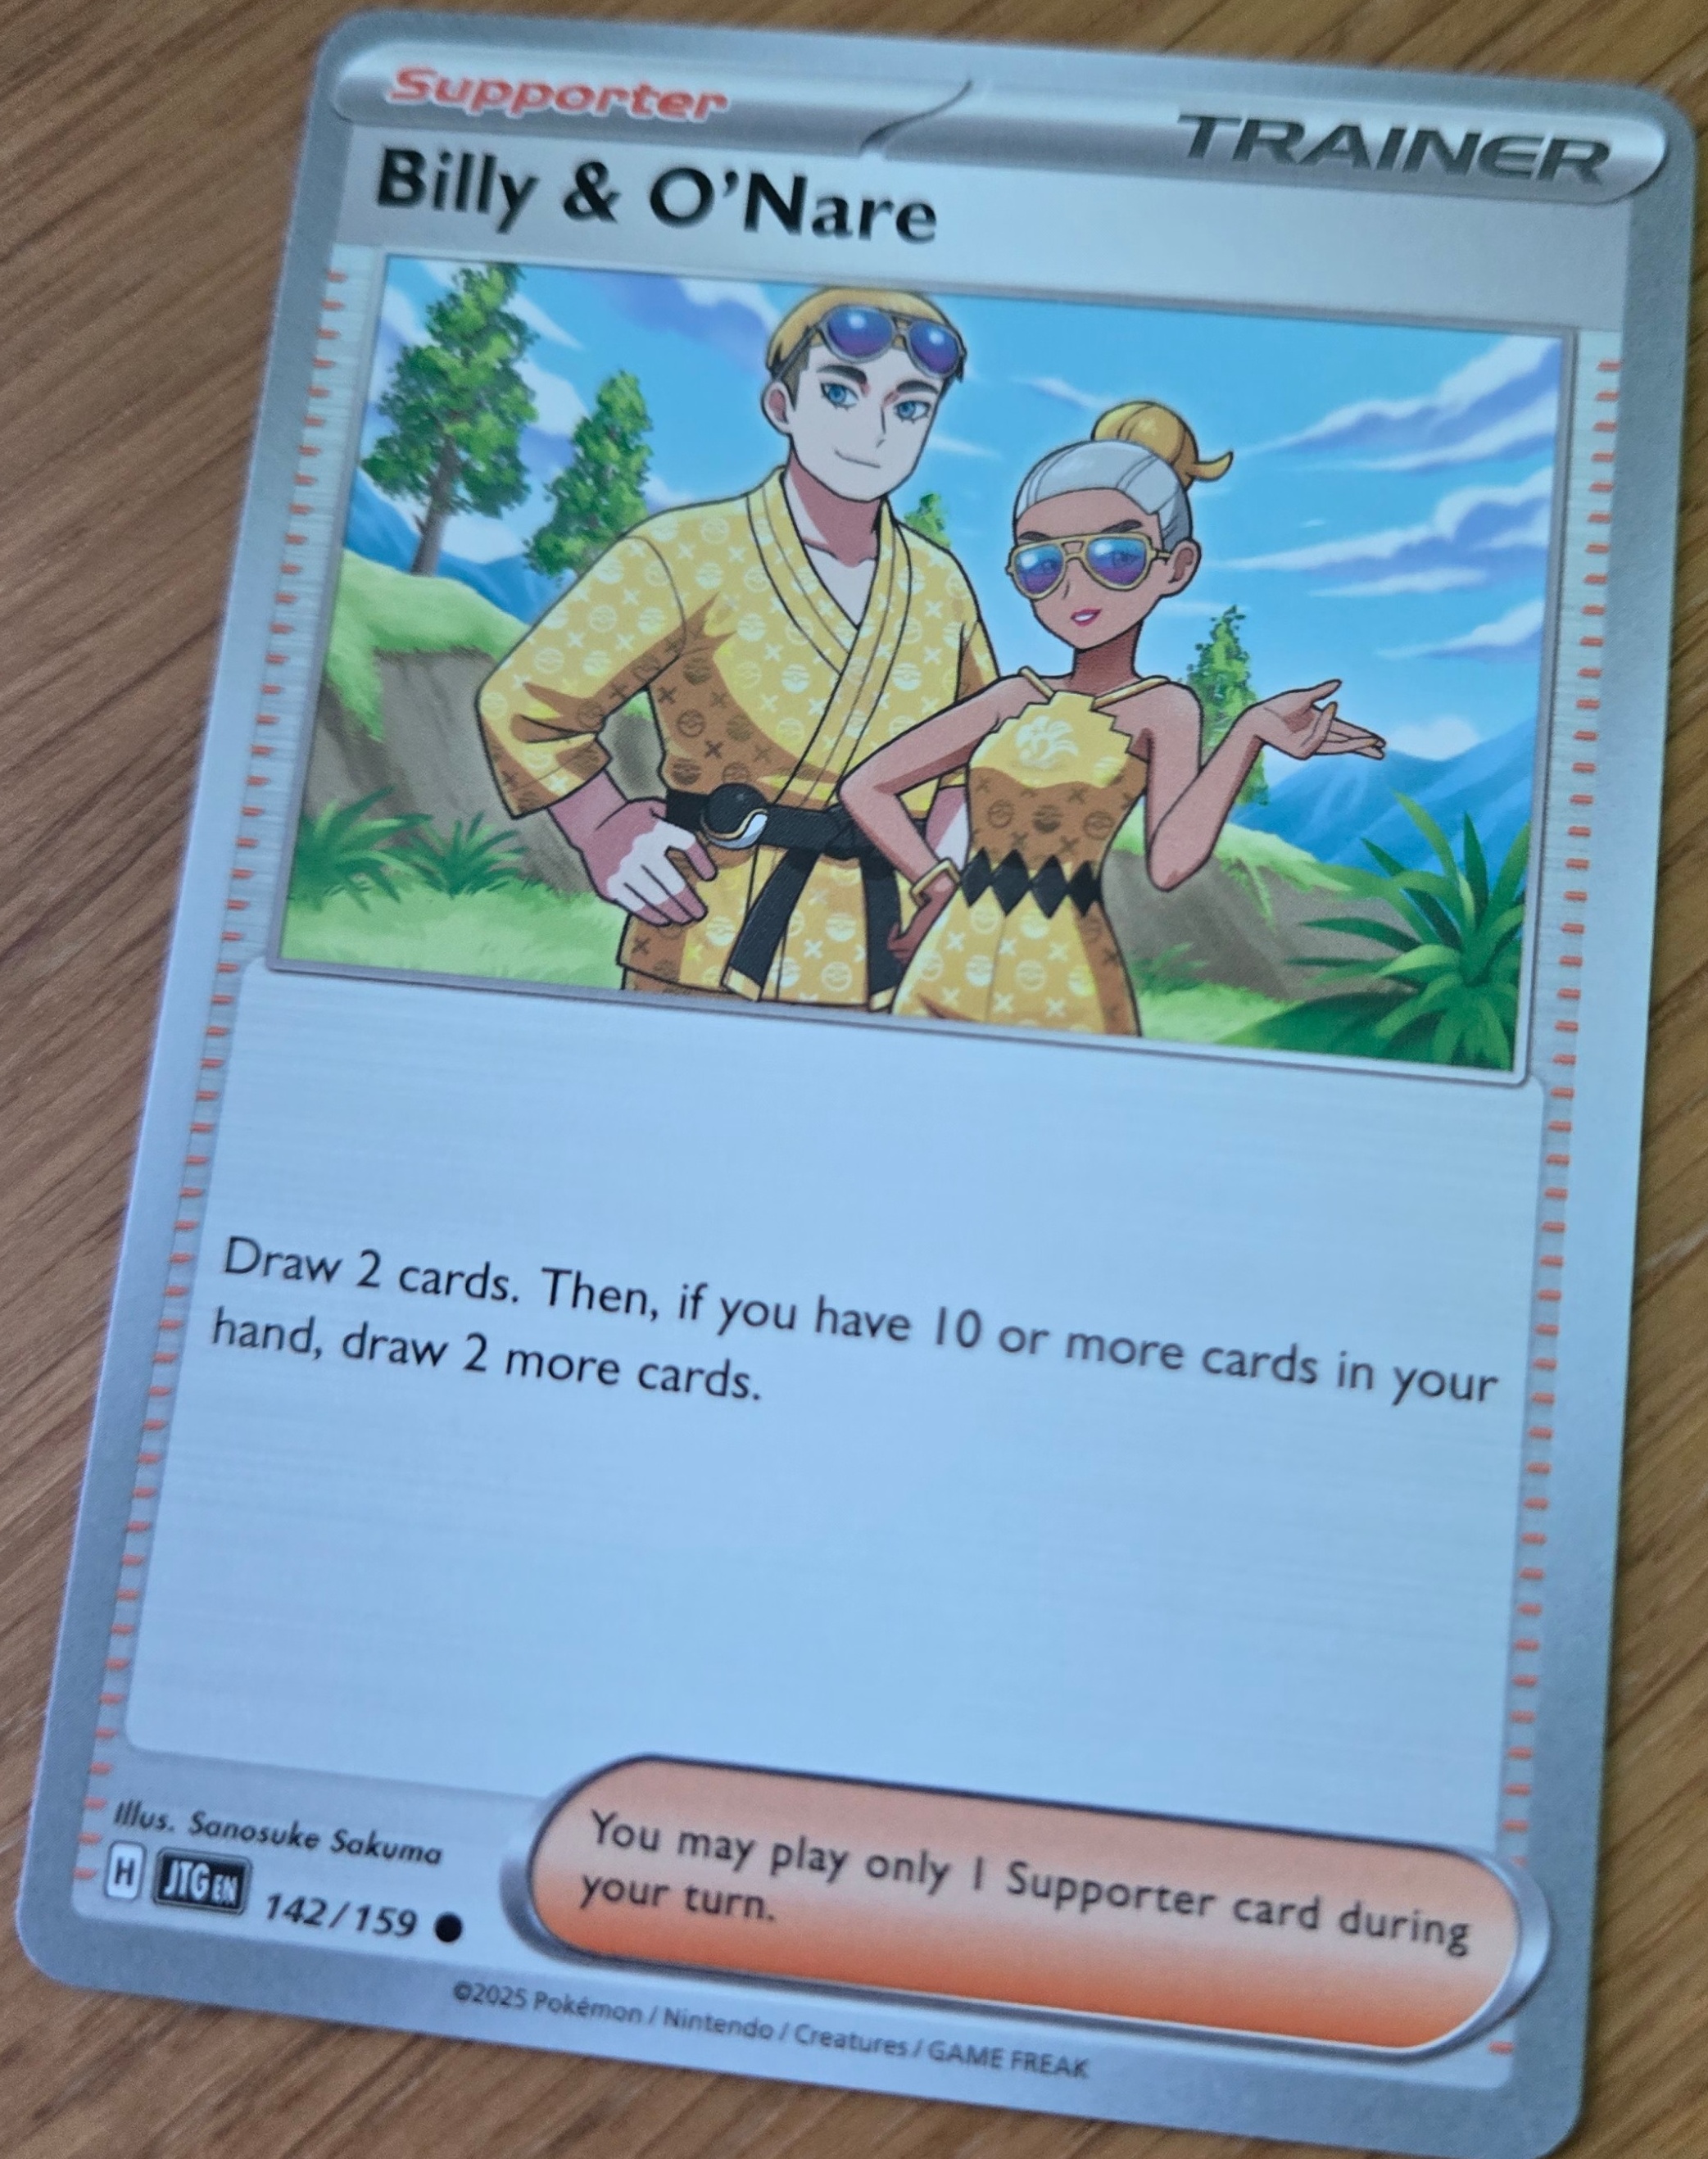 Supporter
TRAINER
Billy & O'Nare
Draw 2 cards. Then, if you have 10 or more cards in your
hand, draw 2 more cards.
Illus. Sanosuke Sakuma
H JTG EN 142/159
You may play only 1 Supporter card during
your turn.
©2025 Pokémon / Nintendo / Creatures / GAME FREAK